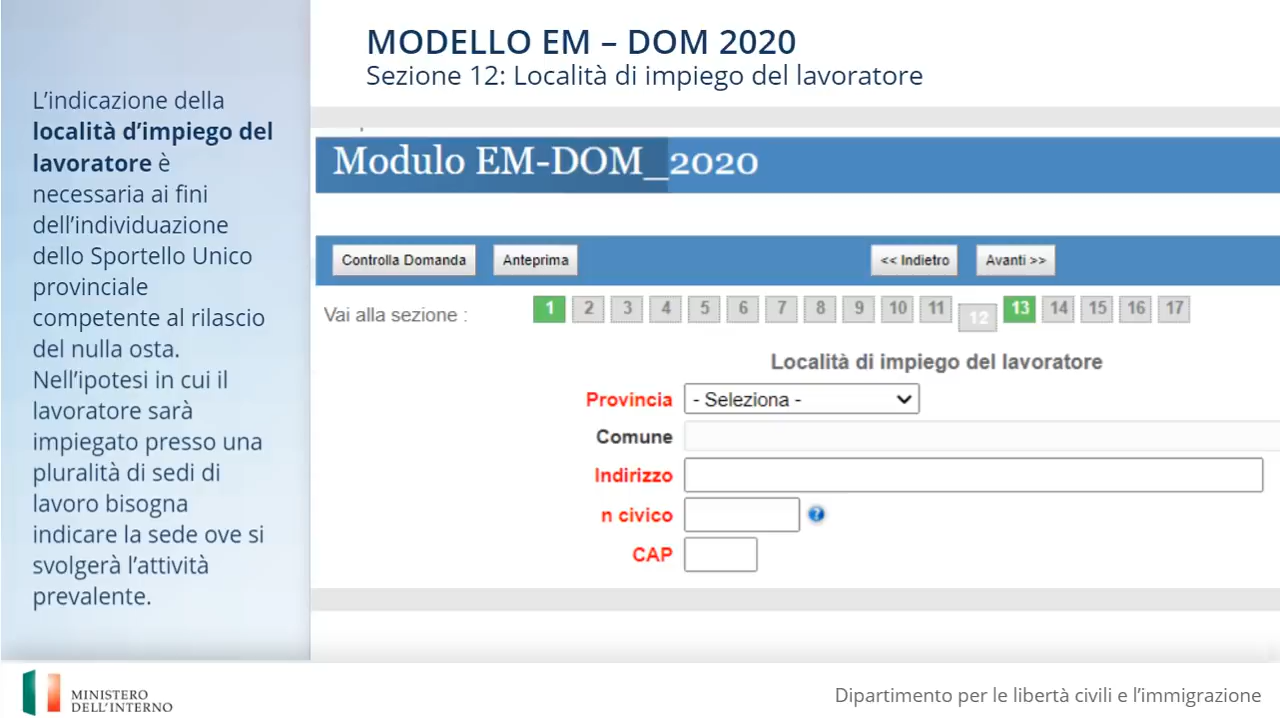 MODELLO EM – DOM 2020
Sezione 12: Località di impiego del lavoratore
L’indicazione della
località d’impiego del
lavoratore è
necessaria ai fini
dell’individuazione
dello Sportello Unico
provinciale
competente al rilascio
del nulla osta.
Nell’ipotesi in cui il
lavoratore sarà
impiegato presso una
pluralità di sedi di
lavoro bisogna
indicare la sede ove si
svolgerà l’attività
prevalente.
Modulo EM-DOM_2020
Controlla Domanda Anteprima << Indietro Avanti >>
Vai alla sezione : 1 2 3 4 5 6 7 8 9 10 11 12 13 14 15 16 17
Località di impiego del lavoratore
Provincia - Seleziona -
Comune
Indirizzo
n civico ?
CAP
MINISTERO
DELL’INTERNO
Dipartimento per le libertà civili e l’immigrazione